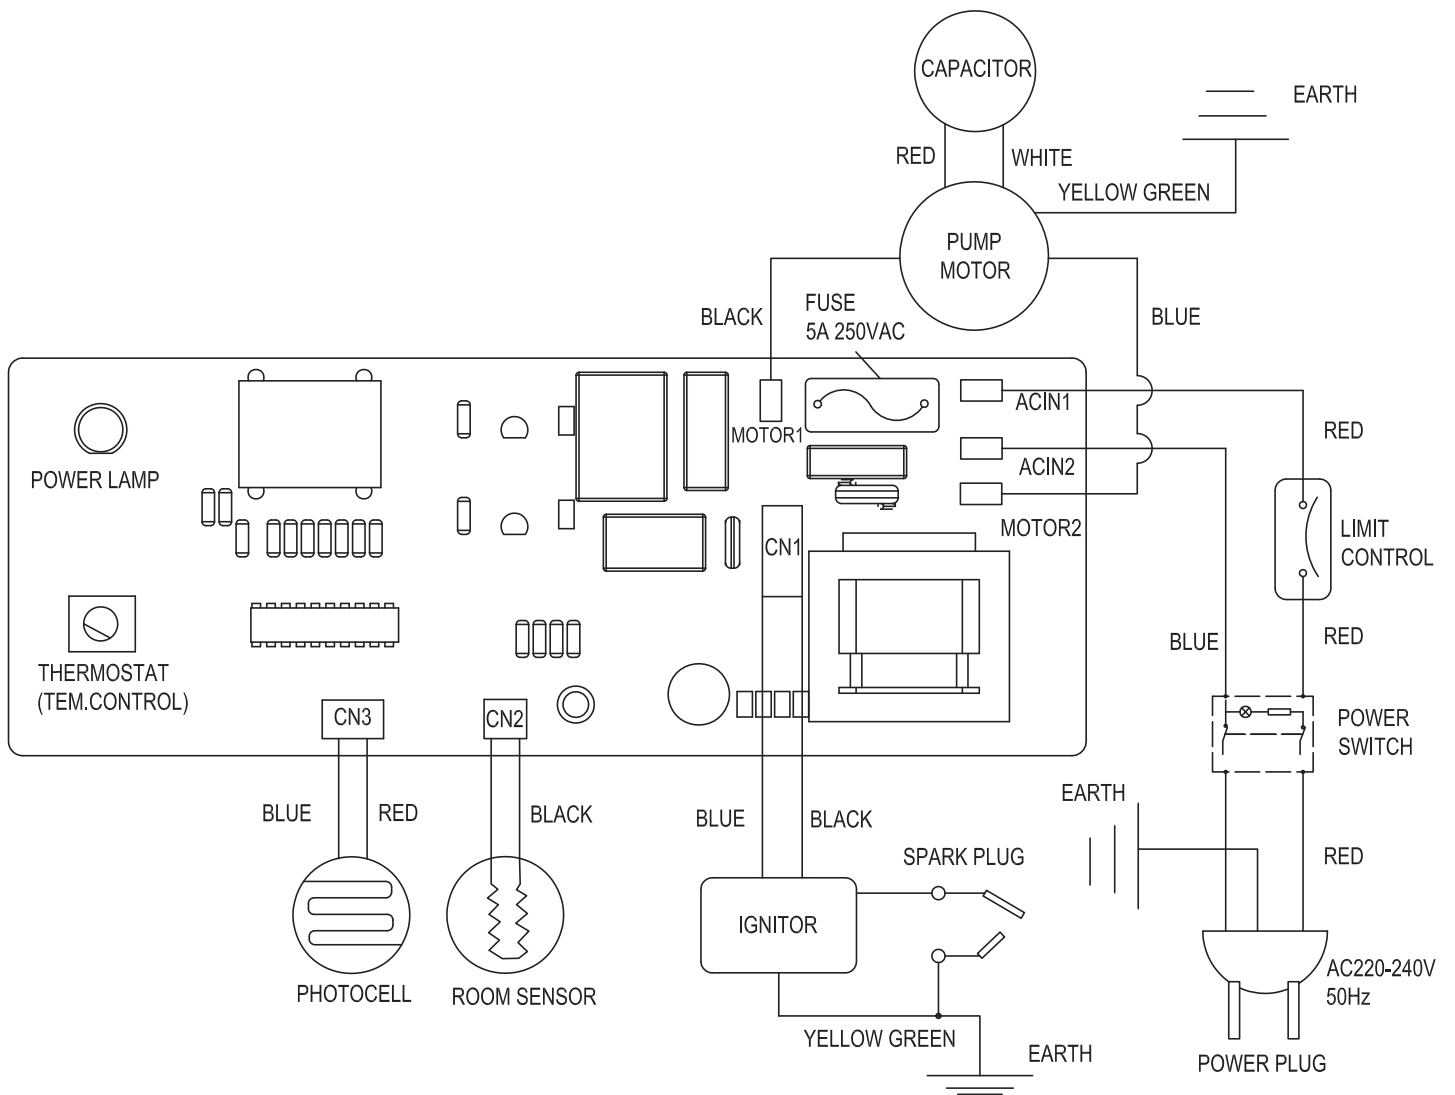 CAPACITOR
EARTH
RED
WHITE
YELLOW GREEN
PUMP
MOTOR
BLACK
FUSE
5A 250VAC
BLUE
ACIN1
MOTOR1
RED
POWER LAMP
ACIN2
MOTOR2
CN1
LIMIT
CONTROL
BLUE
RED
THERMOSTAT
(TEM.CONTROL)
CN3
CN2
POWER
SWITCH
EARTH
BLUE
RED
BLACK
BLUE
BLACK
SPARK PLUG
RED
IGNITOR
AC220-240V
50Hz
PHOTOCELL
ROOM SENSOR
YELLOW GREEN
EARTH
POWER PLUG